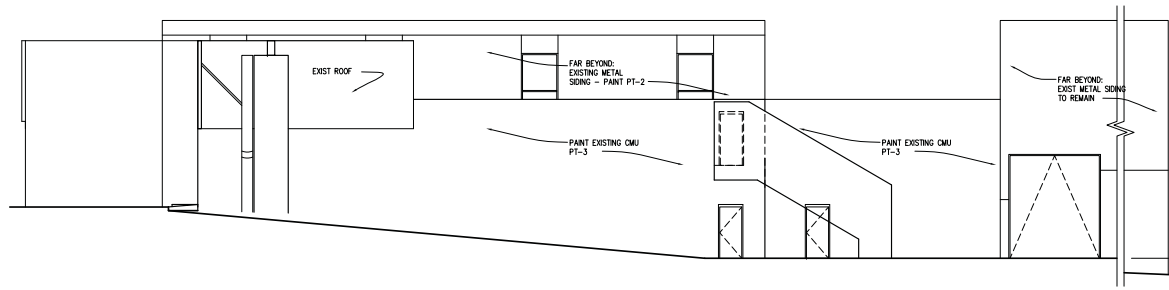 EXIST ROOF
FAR BEYOND:
EXISTING METAL
SIDING - PAINT PT-2
FAR BEYOND:
EXIST METAL SIDING
TO REMAIN
PAINT EXISTING CMU
PT-3
PAINT EXISTING CMU
PT-3